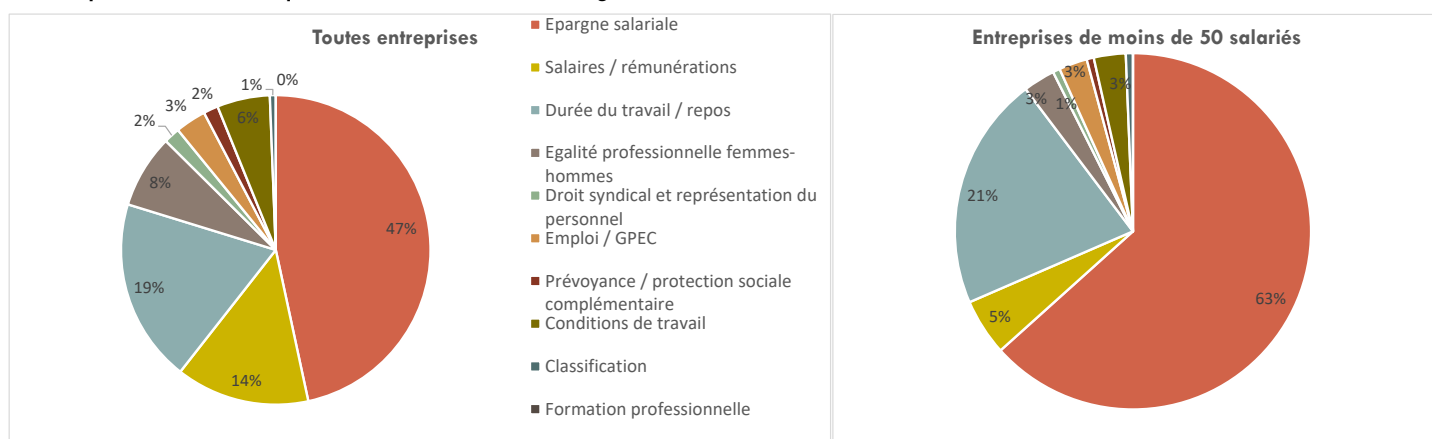 Toutes entreprises
0%
1%
2%
3%
2%
6%
8%
47%
19%
14%
Epargne salariale
Salaires / rémunérations
Durée du travail / repos
Egalité professionnelle femmes-
hommes
Droit syndical et représentation du
personnel
Emploi / GPEC
Prévoyance / protection sociale
complémentaire
Conditions de travail
Classification
Formation professionnelle
Entreprises de moins de 50 salariés
3%
3%
3%
1%
21%
63%
5%